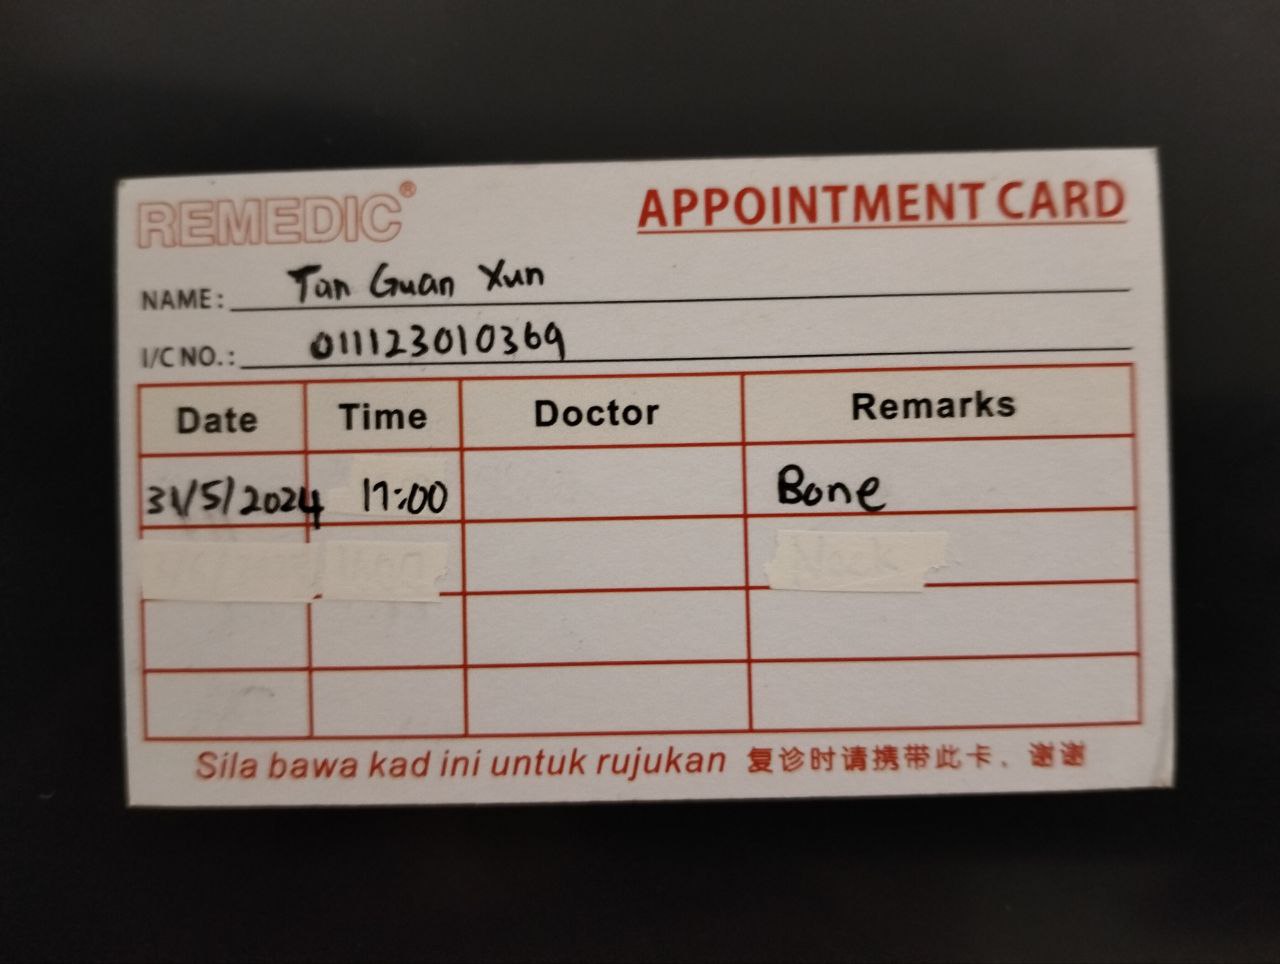 REMEDIC®
APPOINTMENT CARD
NAME: Tan Guan Xun
I/C NO.: 011123010369
Date Time Doctor Remarks
31/5/2024 17:00 Bone
Neck
Sila bawa kad ini untuk rujukan 复诊时请携带此卡、谢谢